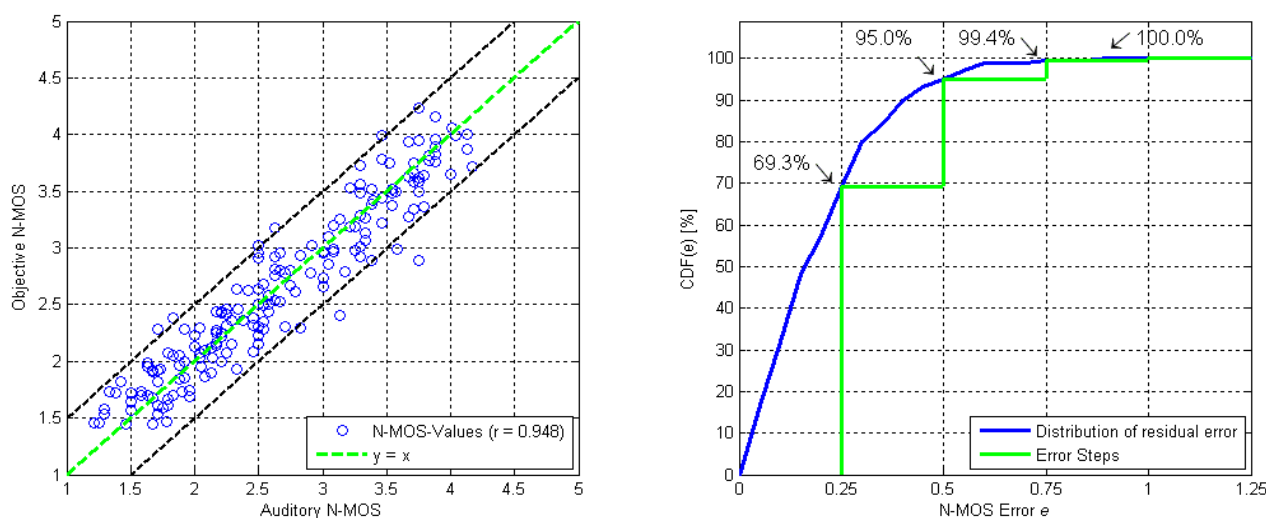 5
4.5
4
3.5
3
2.5
2
1.5
1
Objective N-MOS
1 1.5 2 2.5 3 3.5 4 4.5 5
Auditory N-MOS
N-MOS-Values (r = 0.948)
y = x
100
90
80
70
60
50
40
30
20
10
0
CDF(e) [%]
69.3%
95.0%
99.4%
100.0%
0 0.25 0.5 0.75 1 1.25
N-MOS Error e
Distribution of residual error
Error Steps